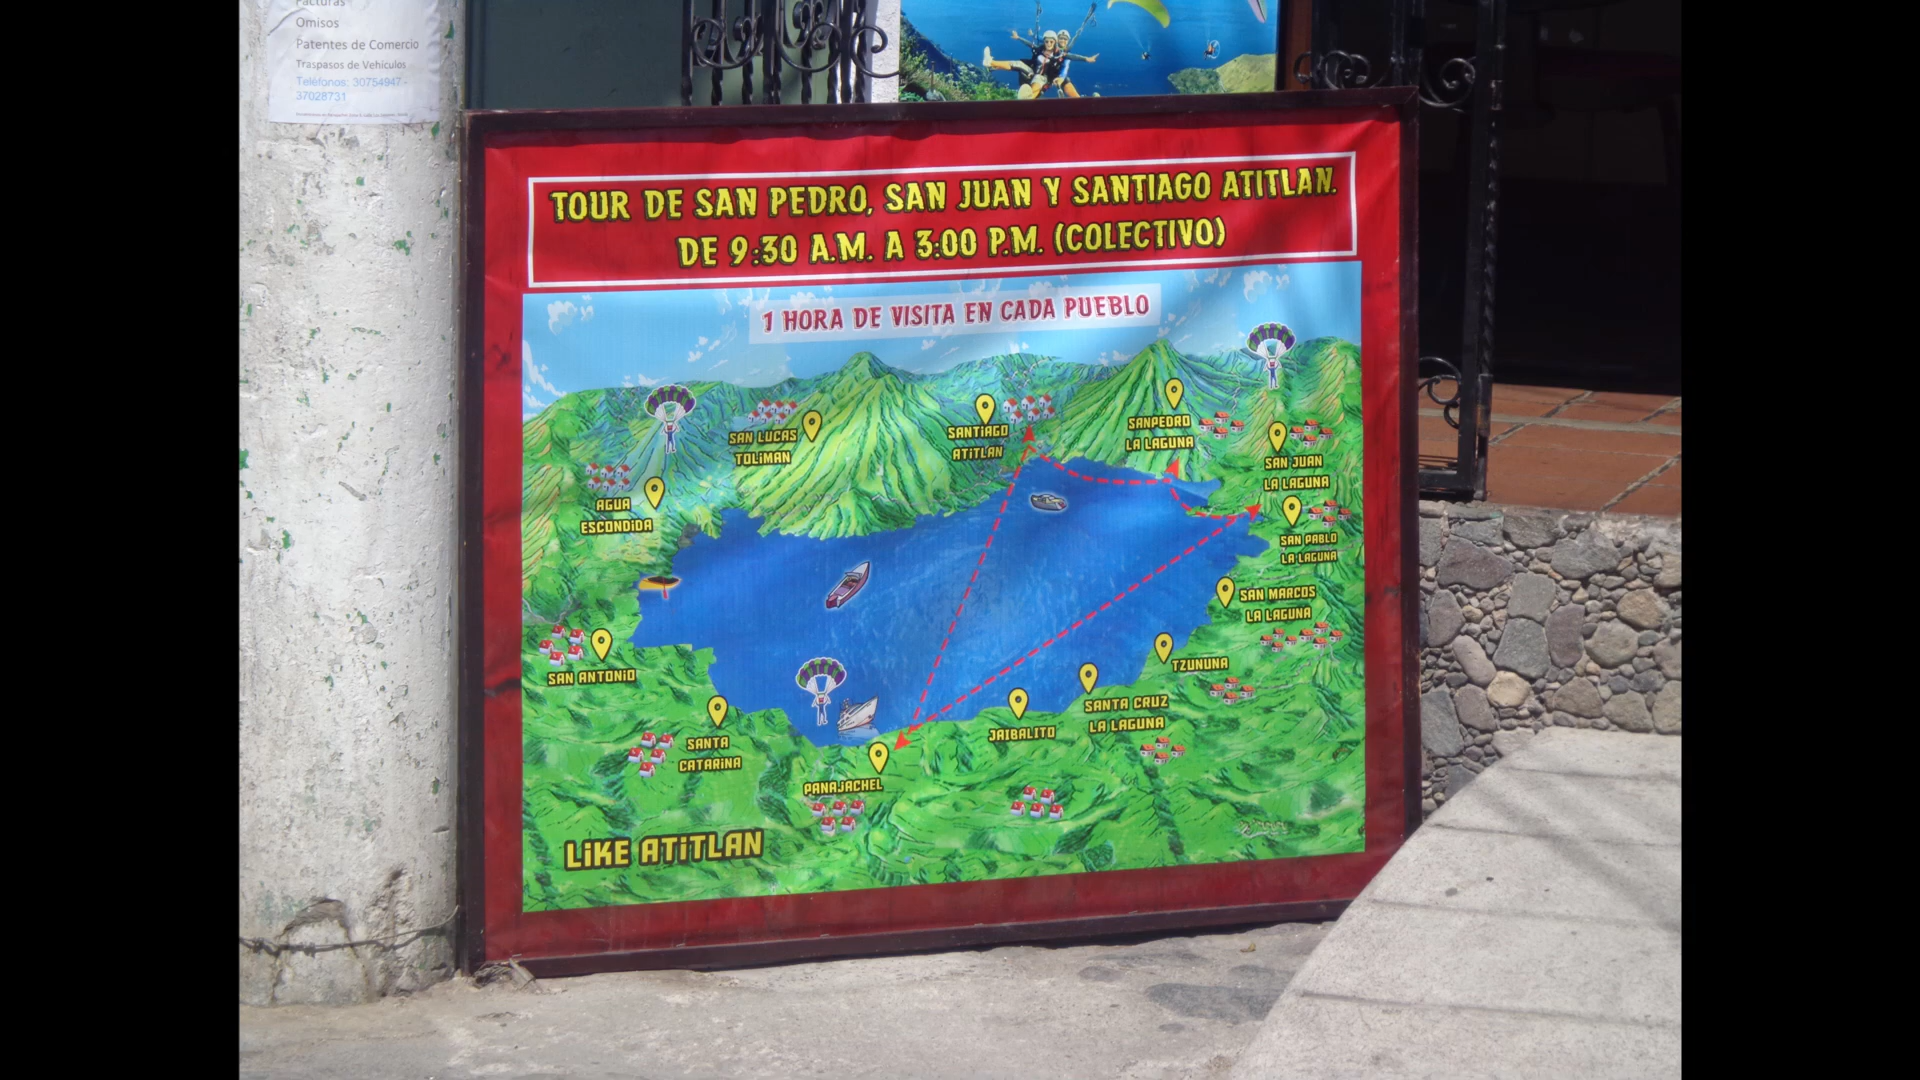 Facturas
Omisos
Patentes de Comercio
Traspasos de Vehiculos
Teléfonos: 30754947 -
37028731
TOUR DE SAN PEDRO, SAN JUAN Y SANTIAGO ATITLAN.
DE 9:30 A.M. A 3:00 P.M. (COLECTIVO)
1 HORA DE VISITA EN CADA PUEBLO
SAN LUCAS
TOLIMAN
SANTIAGO
ATITLAN
SANPEDRO
LA LAGUNA
SAN JUAN
LA LAGUNA
AGUA
ESCONDIDA
SAN PABLO
LA LAGUNA
SAN MARCOS
LA LAGUNA
SAN ANTONIO
TZUNUNA
SANTA CRUZ
LA LAGUNA
JAIBALITO
SANTA
CATARINA
PANAJACHEL
LIKE ATITLAN